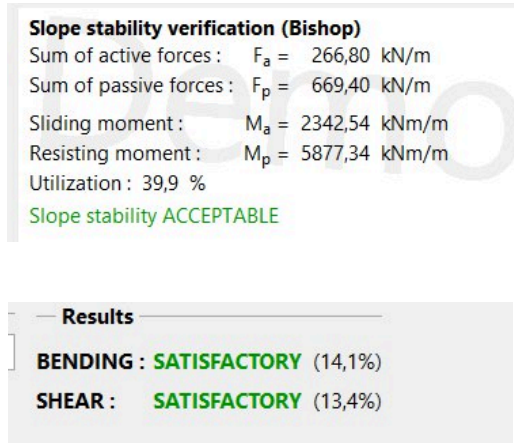 Slope stability verification (Bishop)
Sum of active forces : Fa = 266,80 kN/m
Sum of passive forces : Fp = 669,40 kN/m
Sliding moment : Ma = 2342,54 kNm/m
Resisting moment : Mp = 5877,34 kNm/m
Utilization : 39,9 %
Slope stability ACCEPTABLE
Demo
Results
BENDING : SATISFACTORY (14,1%)
SHEAR : SATISFACTORY (13,4%)